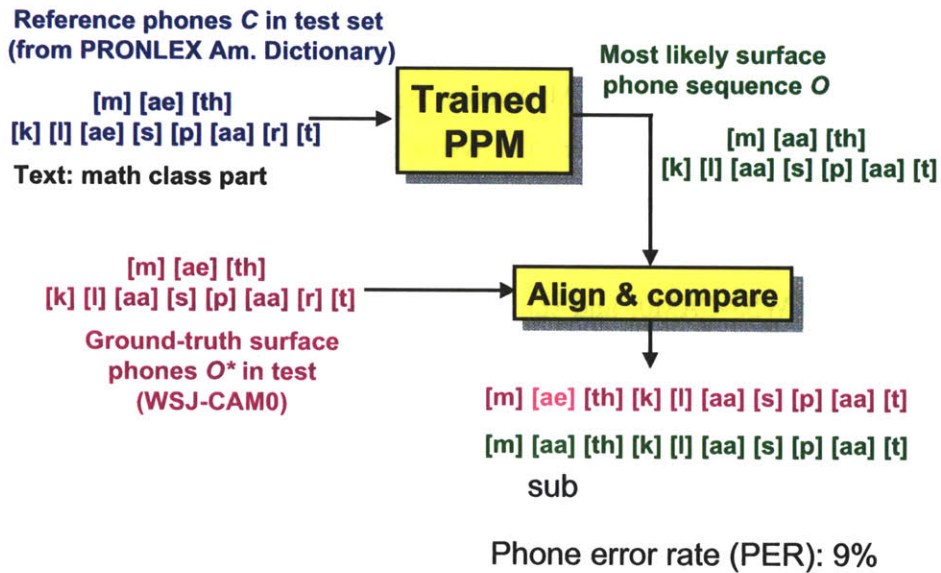 Reference phones C in test set
(from PRONLEX Am. Dictionary)
[m] [ae] [th]
[k] [l] [ae] [s] [p] [aa] [r] [t]
Text: math class part
Trained
PPM
Most likely surface
phone sequence O
[m] [aa] [th]
[k] [l] [aa] [s] [p] [aa] [t]
[m] [ae] [th]
[k] [l] [aa] [s] [p] [aa] [r] [t]
Ground-truth surface
phones O* in test
(WSJ-CAM0)
Align & compare
[m] [ae] [th] [k] [l] [aa] [s] [p] [aa] [t]
[m] [aa] [th] [k] [l] [aa] [s] [p] [aa] [t]
sub
Phone error rate (PER): 9%